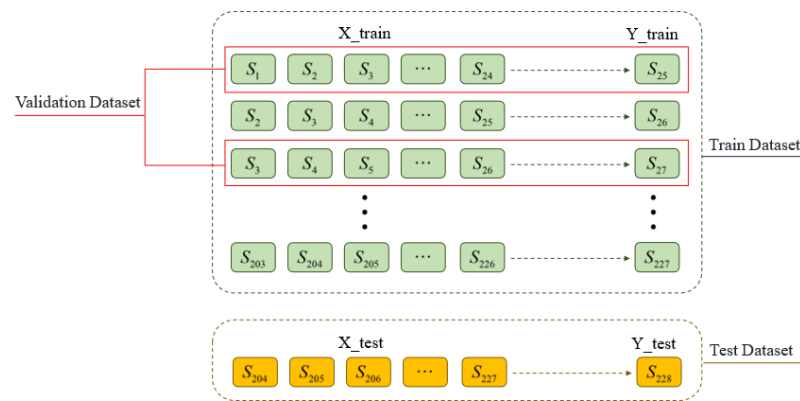 X_train Y_train
S1 S2 S3 ... S24 S25
Validation Dataset
S2 S3 S4 ... S25 S26
Train Dataset
S3 S4 S5 ... S26 S27
S203 S204 S205 ... S226 S227
X_test Y_test
Test Dataset
S204 S205 S206 ... S227 S228